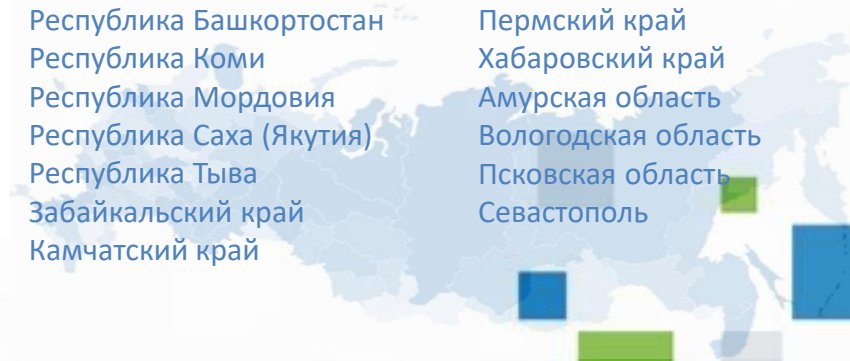 Республика Башкортостан
Республика Коми
Республика Мордовия
Республика Саха (Якутия)
Республика Тыва
Забайкальский край
Камчатский край
Пермский край
Хабаровский край
Амурская область
Вологодская область
Псковская область
Севастополь